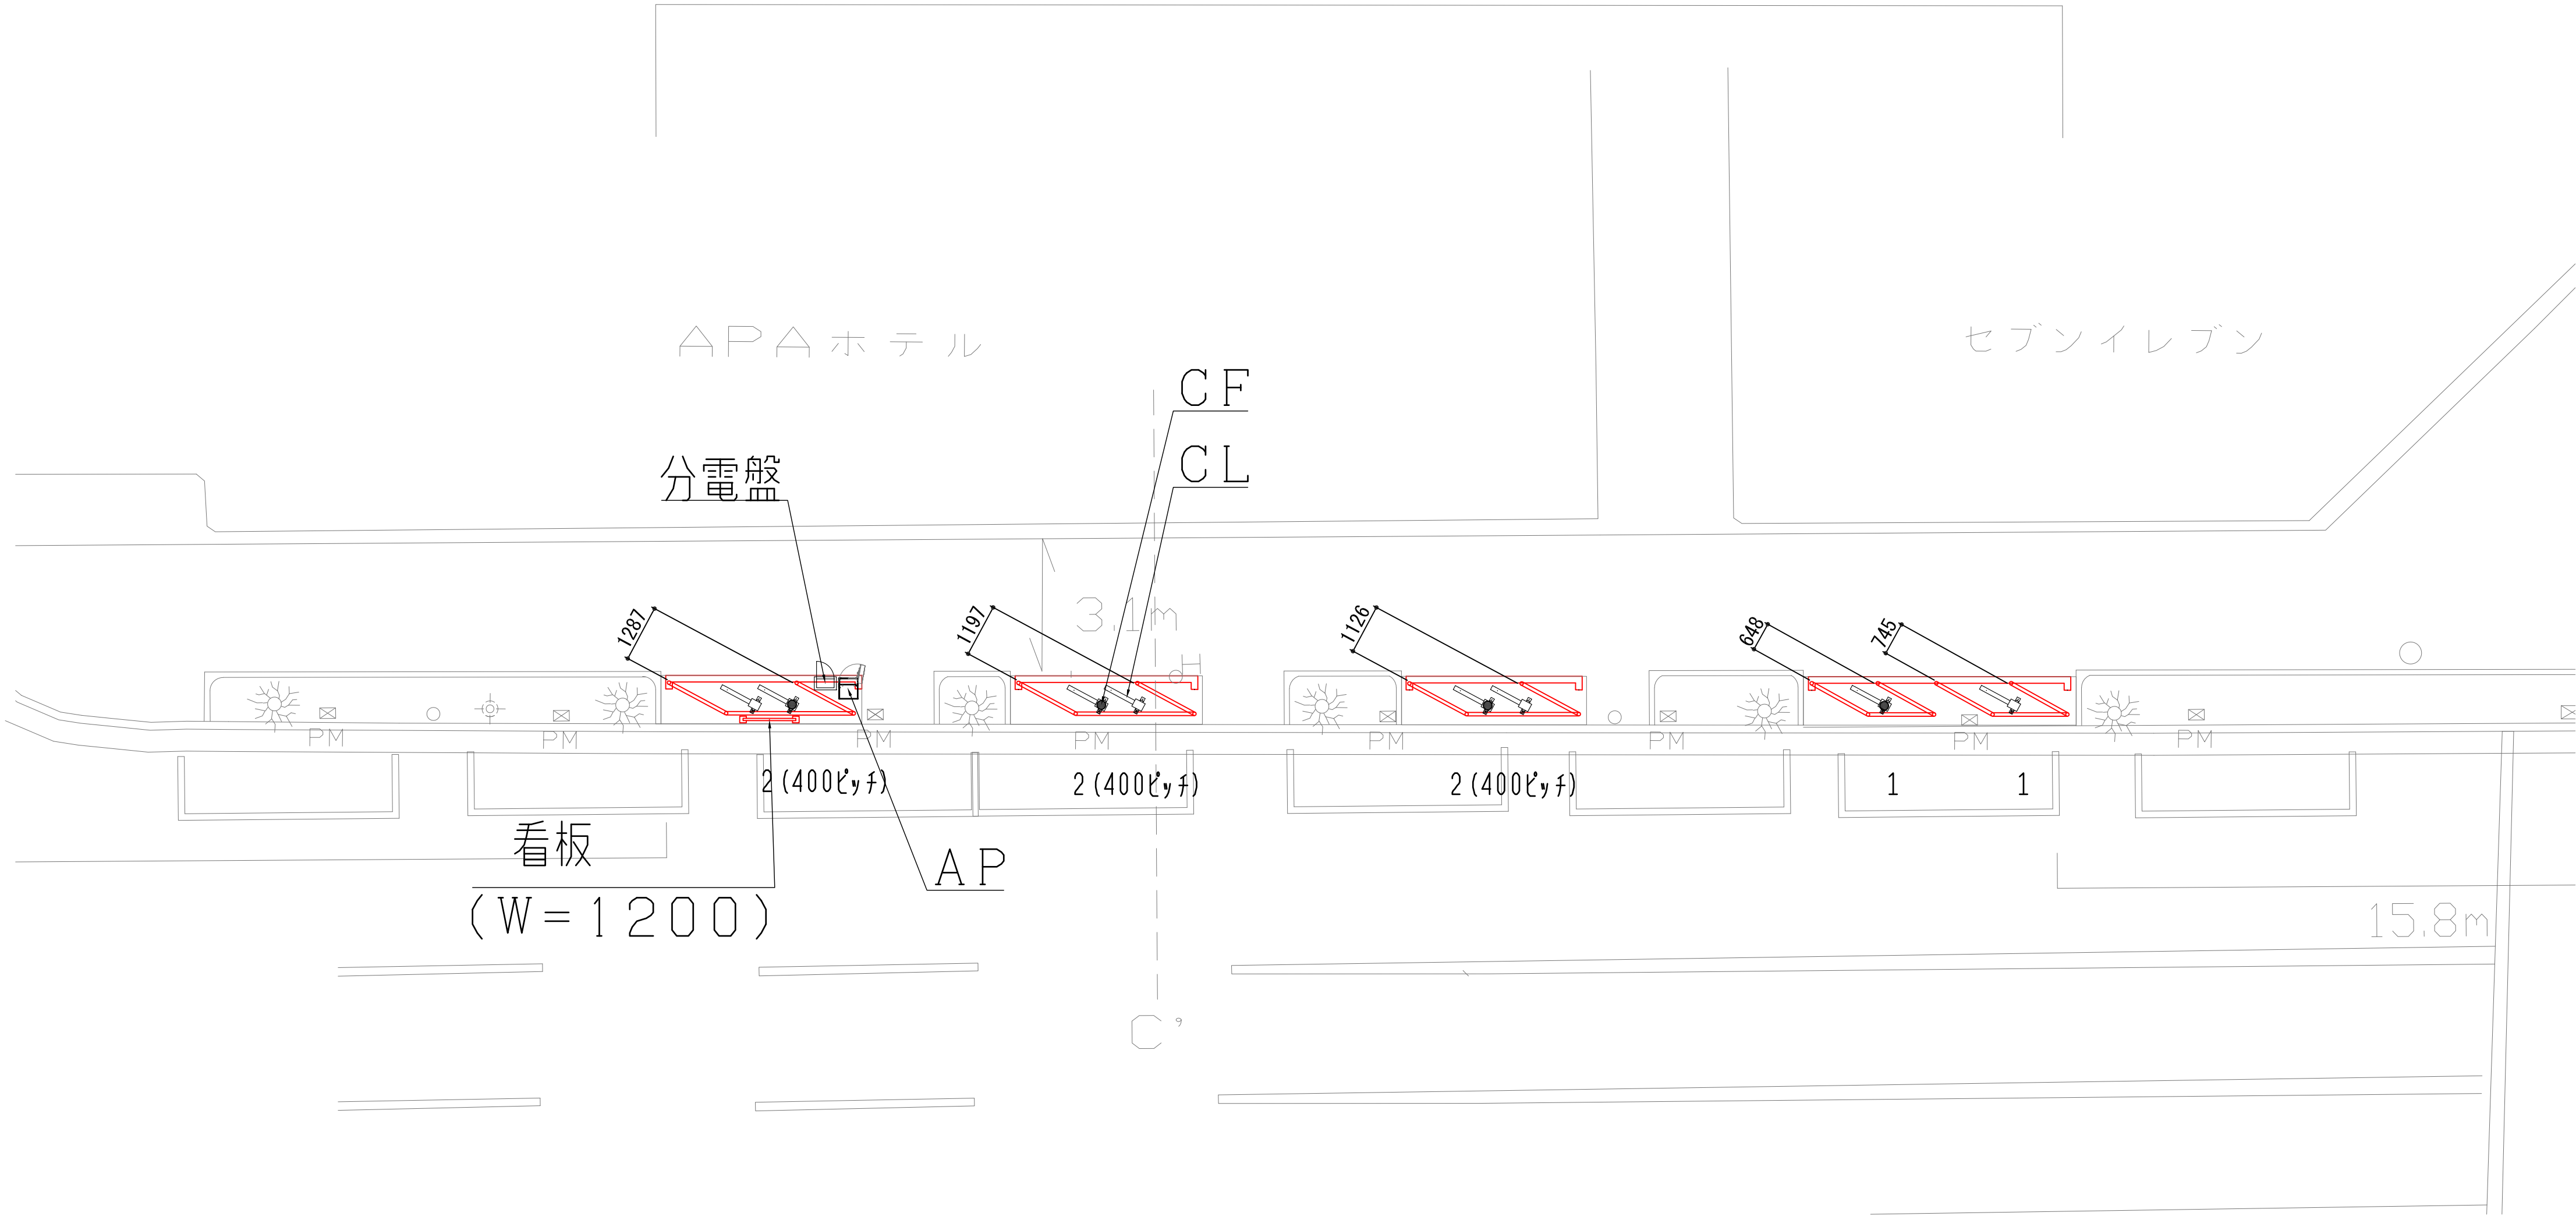 APAホテル
セブンイレブン
CF
CL
分電盤
3.1m
1287
1197
1126
648
745
PM
PM
PM
PM
PM
PM
PM
PM
2(400ピッチ)
2(400ピッチ)
2(400ピッチ)
1
1
看板
(W=1200)
AP
15.8m
C'